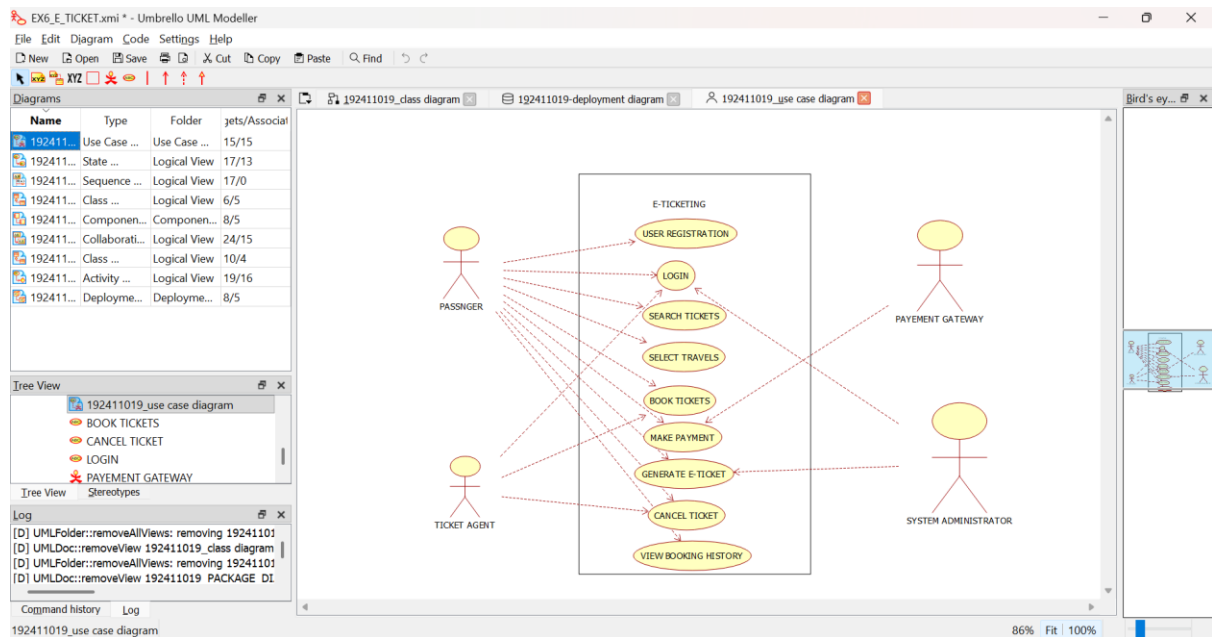 EX6_E_TICKET.xmi * - Umbrello UML Modeller
File Edit Diagram Code Settings Help
New Open Save Cut Copy Paste Find
XYZ XYZ
Diagrams
Name Type Folder gets/Associat
192411... Use Case ... Use Case ... 15/15
192411... State ... Logical View 17/13
192411... Sequence ... Logical View 17/0
192411... Class ... Logical View 6/5
192411... Componen... Componen... 8/5
192411... Collaborati... Logical View 24/15
192411... Class ... Logical View 10/4
192411... Activity ... Logical View 19/16
192411... Deployme... Deployme... 8/5
Tree View
192411019_use case diagram
BOOK TICKETS
CANCEL TICKET
LOGIN
PAYEMENT GATEWAY
Tree View Stereotypes
Log
[D] UMLFolder::removeAllViews: removing 19241101
[D] UMLDoc::removeView 192411019_class diagram
[D] UMLFolder::removeAllViews: removing 19241101
[D] UMLDoc::removeView 192411019 PACKAGE DI
Command history Log
192411019_use case diagram
192411019_class diagram 192411019-deployment diagram 192411019_use case diagram
E-TICKETING
USER REGISTRATION
LOGIN
SEARCH TICKETS
SELECT TRAVELS
BOOK TICKETS
MAKE PAYMENT
GENERATE E-TICKET
CANCEL TICKET
VIEW BOOKING HISTORY
PASSNGER
TICKET AGENT
PAYEMENT GATEWAY
SYSTEM ADMINISTRATOR
Bird's ey...
86% Fit 100%